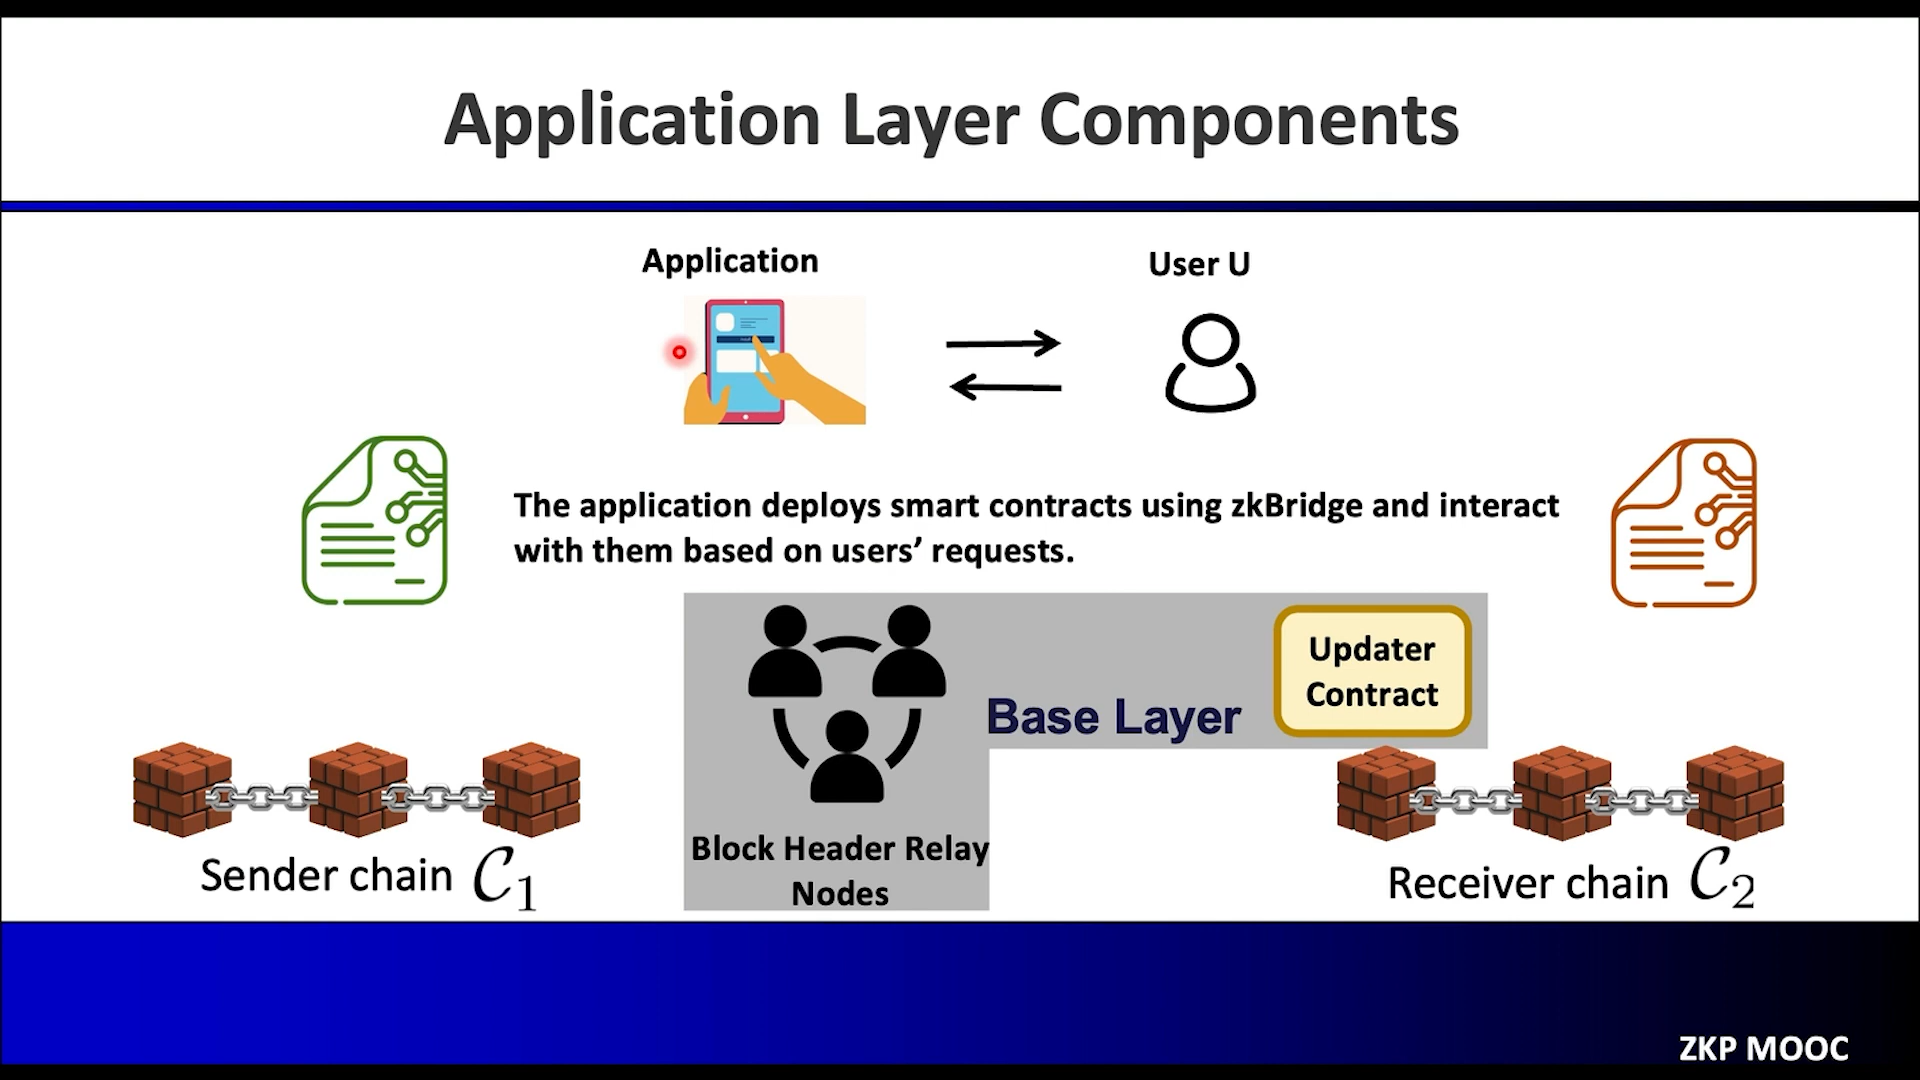 Application Layer Components
Application
User U
The application deploys smart contracts using zkBridge and interact
with them based on users’ requests.
Updater
Contract
Base Layer
Block Header Relay
Nodes
Sender chain 𝒞₁
Receiver chain 𝒞₂
ZKP MOOC